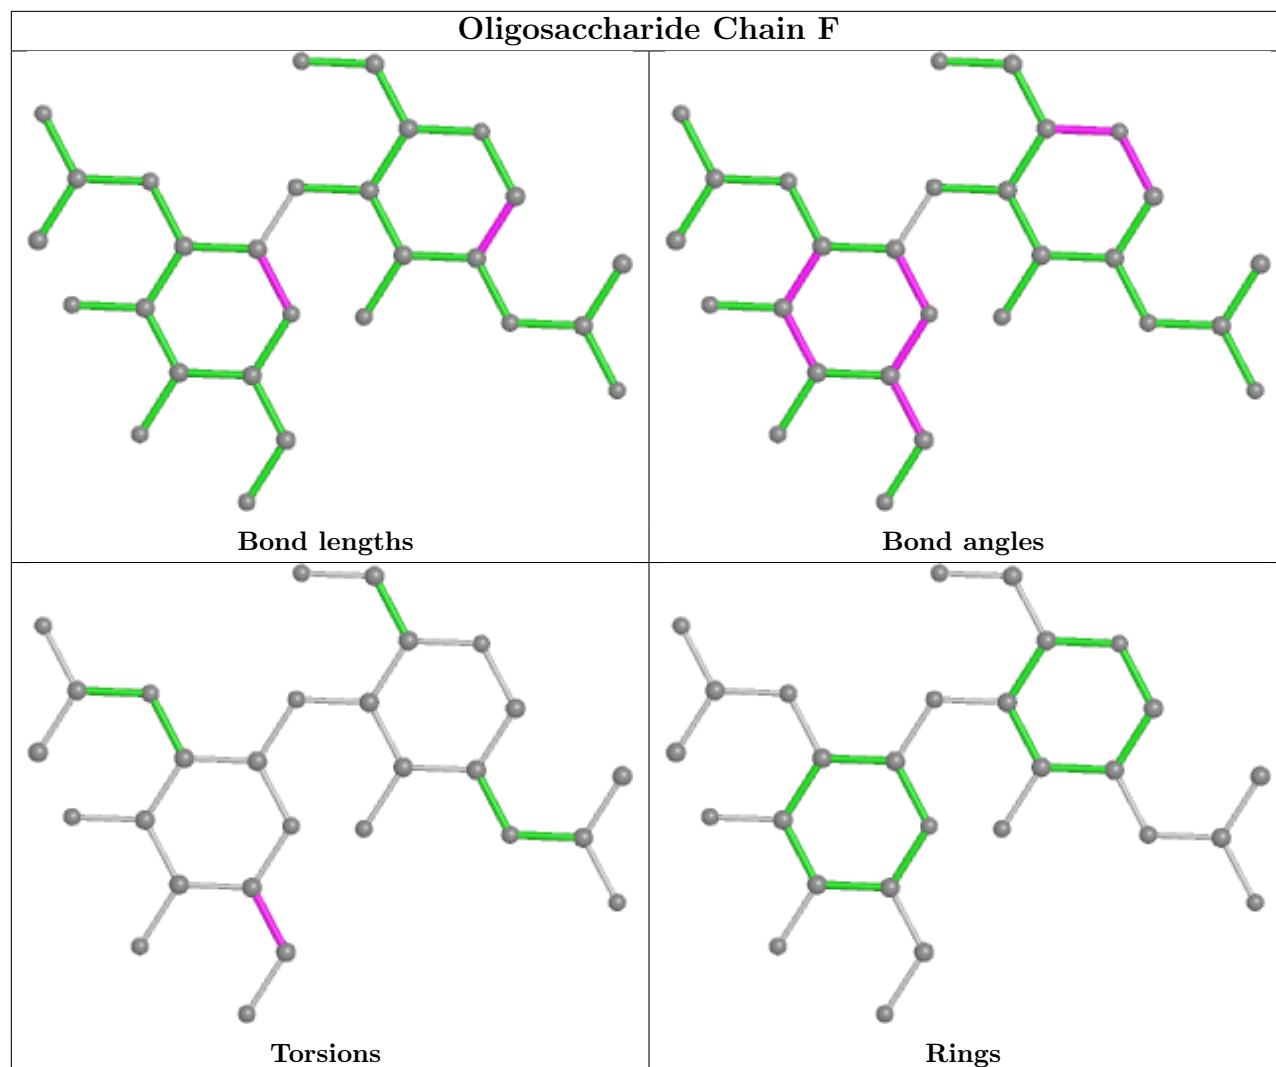 Oligosaccharide Chain F
Bond lengths
Bond angles
Torsions
Rings